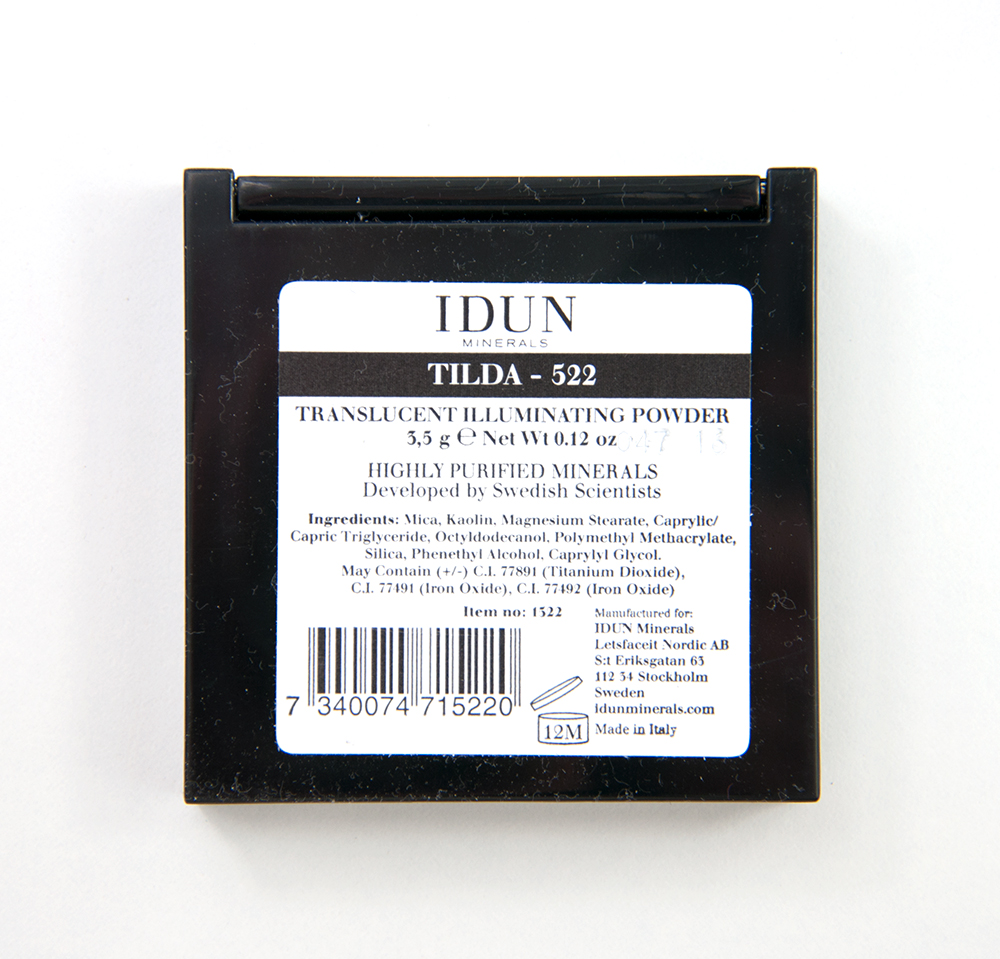 IDUN
MINERALS
TILDA - 522
TRANSLUCENT ILLUMINATING POWDER
3,5 g ℮ Net Wt 0.12 oz
HIGHLY PURIFIED MINERALS
Developed by Swedish Scientists
Ingredients: Mica, Kaolin, Magnesium Stearate, Caprylic/
Capric Triglyceride, Octyldodecanol, Polymethyl Methacrylate,
Silica, Phenethyl Alcohol, Caprylyl Glycol.
May Contain (+/-) C.I. 77891 (Titanium Dioxide),
C.I. 77491 (Iron Oxide), C.I. 77492 (Iron Oxide)
Item no: 1522
Manufactured for:
IDUN Minerals
Letsfaceit Nordic AB
S:t Eriksgatan 63
112 34 Stockholm
Sweden
idunminerals.com
Made in Italy
7 340074 715220
12M